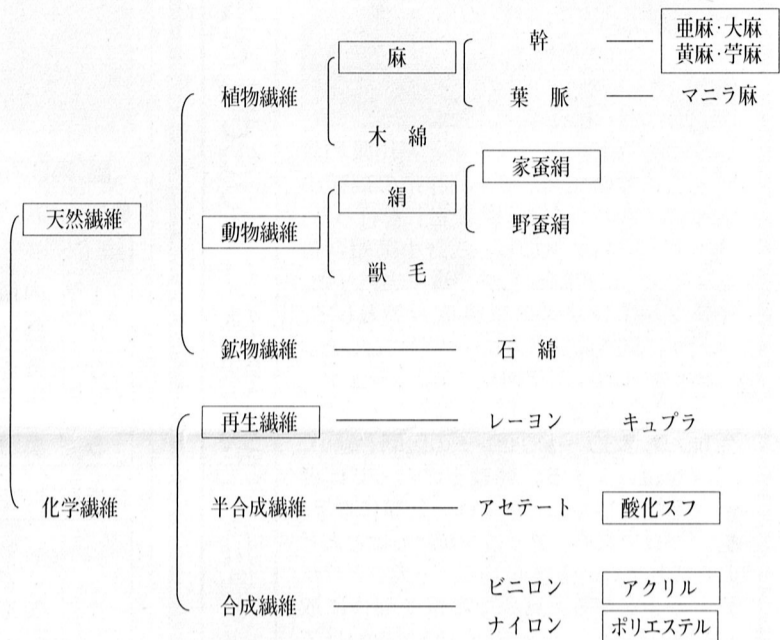 亜麻・大麻
幹
麻
黄麻・苧麻
植物繊維
葉 脈
マニラ麻
木 綿
家蚕絹
絹
天然繊維
動物繊維
野蚕絹
獣 毛
鉱物繊維
石 綿
再生繊維
レーヨン
キュプラ
化学繊維
半合成繊維
アセテート
酸化スフ
ビニロン
アクリル
合成繊維
ナイロン
ポリエステル